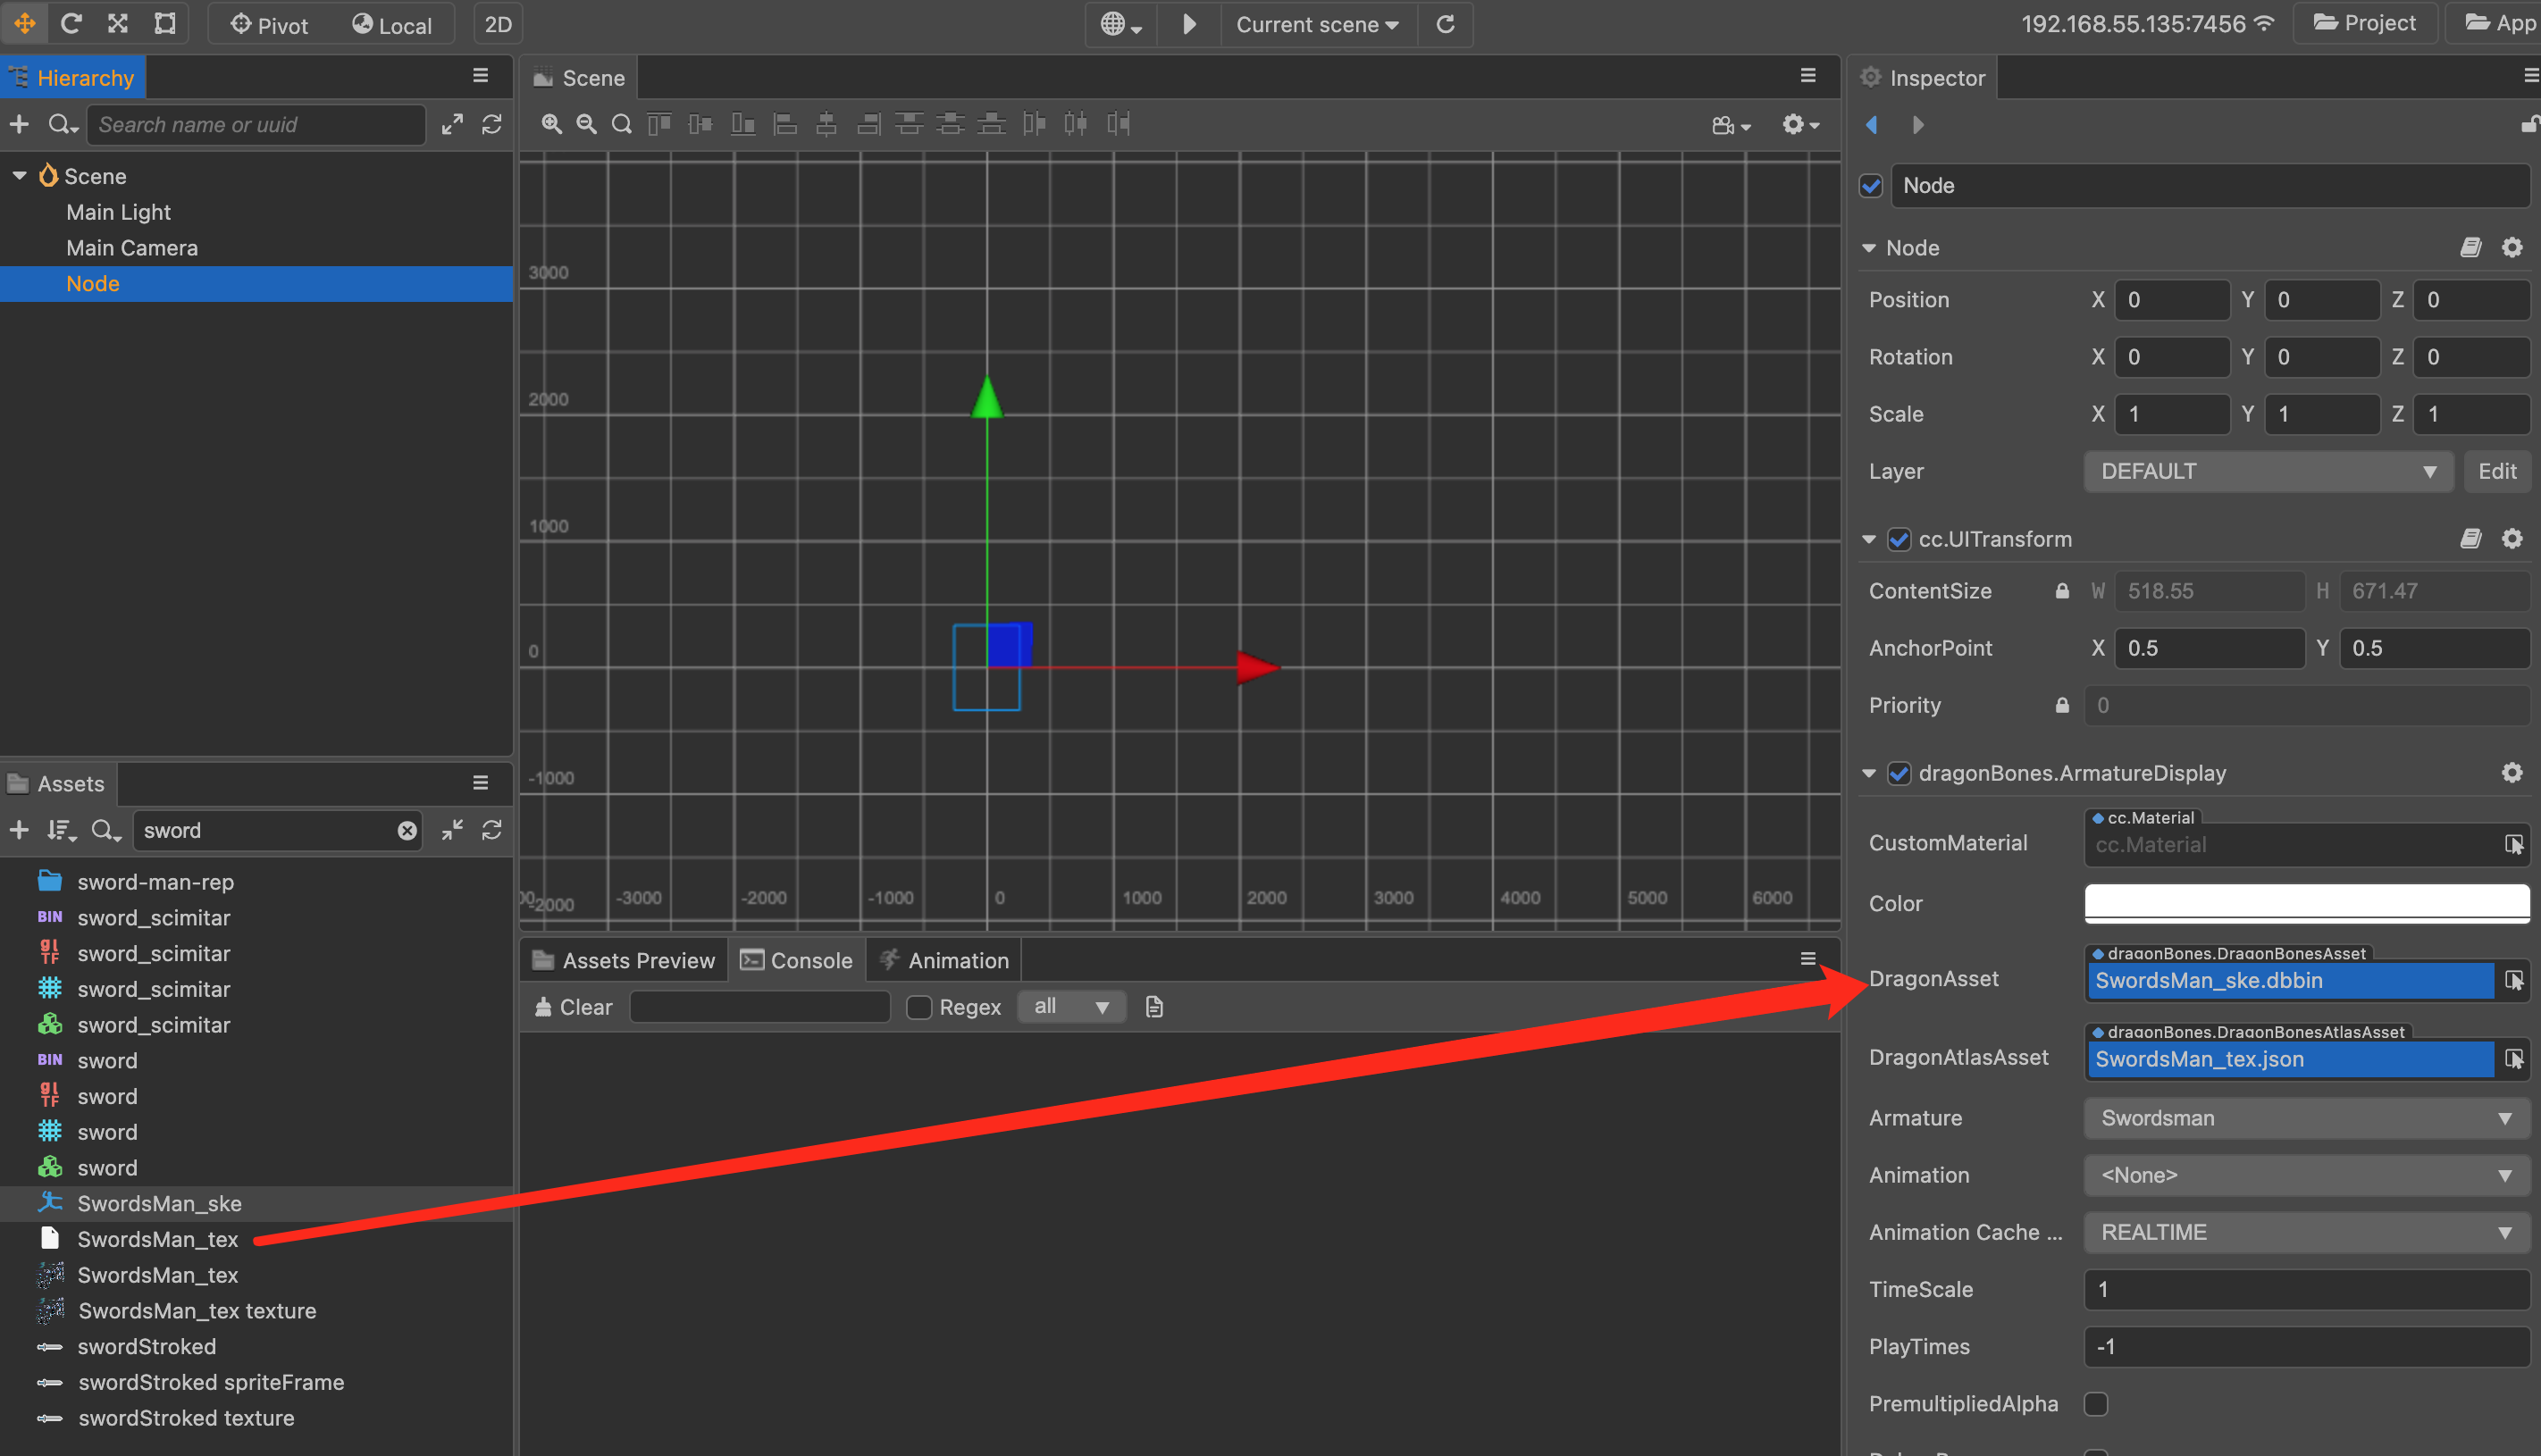 Pivot Local 2D Current scene 192.168.55.135:7456 Project App
Hierarchy
Search name or uuid
Scene
Main Light
Main Camera
Node
Assets
sword
sword-man-rep
BIN sword_scimitar
glTF sword_scimitar
sword_scimitar
sword_scimitar
BIN sword
glTF sword
sword
sword
SwordsMan_ske
SwordsMan_tex
SwordsMan_tex
SwordsMan_tex texture
swordStroked
swordStroked spriteFrame
swordStroked texture
Scene
3000
2000
1000
0
-1000
-2000
-3000 -2000 -1000 0 1000 2000 3000 4000 5000 6000
Assets Preview Console Animation
Clear Regex all
Inspector
Node
Node
Position X 0 Y 0 Z 0
Rotation X 0 Y 0 Z 0
Scale X 1 Y 1 Z 1
Layer DEFAULT Edit
cc.UITransform
ContentSize W 518.55 H 671.47
AnchorPoint X 0.5 Y 0.5
Priority 0
dragonBones.ArmatureDisplay
cc.Material
CustomMaterial cc.Material
Color
dragonBones.DragonBonesAsset
DragonAsset SwordsMan_ske.dbbin
dragonBones.DragonBonesAtlasAsset
DragonAtlasAsset SwordsMan_tex.json
Armature Swordsman
Animation <None>
Animation Cache ... REALTIME
TimeScale 1
PlayTimes -1
PremultipliedAlpha